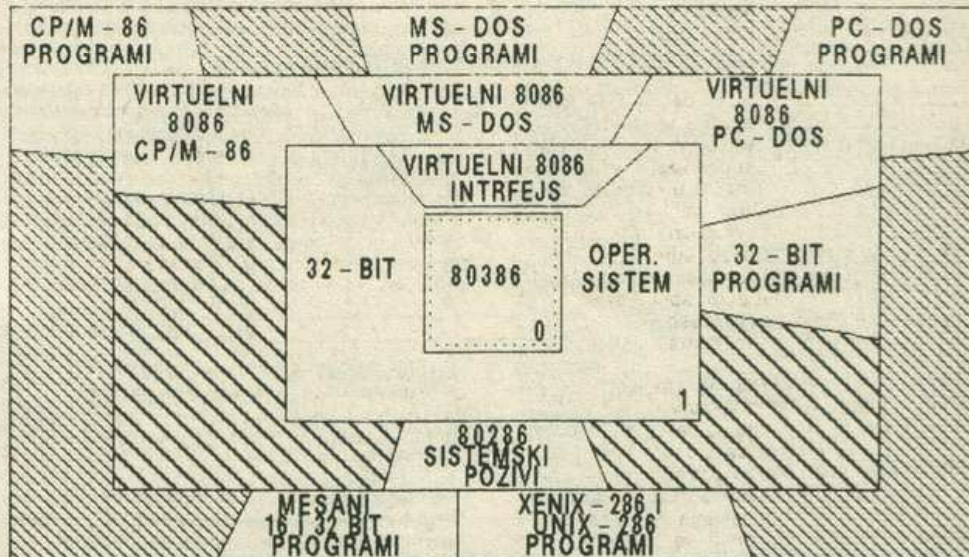 CP/M-86
PROGRAMI
MS-DOS
PROGRAMI
PC-DOS
PROGRAMI
VIRTUELNI
8086
CP/M-86
VIRTUELNI 8086
MS-DOS
VIRTUELNI
8086
PC-DOS
VIRTUELNI 8086
INTRFEJS
32-BIT
80386
0
OPER.
SISTEM
1
32-BIT
PROGRAMI
80286
SISTEMSKI
POZIVI
MESANI
16 I 32 BIT
PROGRAMI
XENIX-286 I
UNIX-286
PROGRAMI